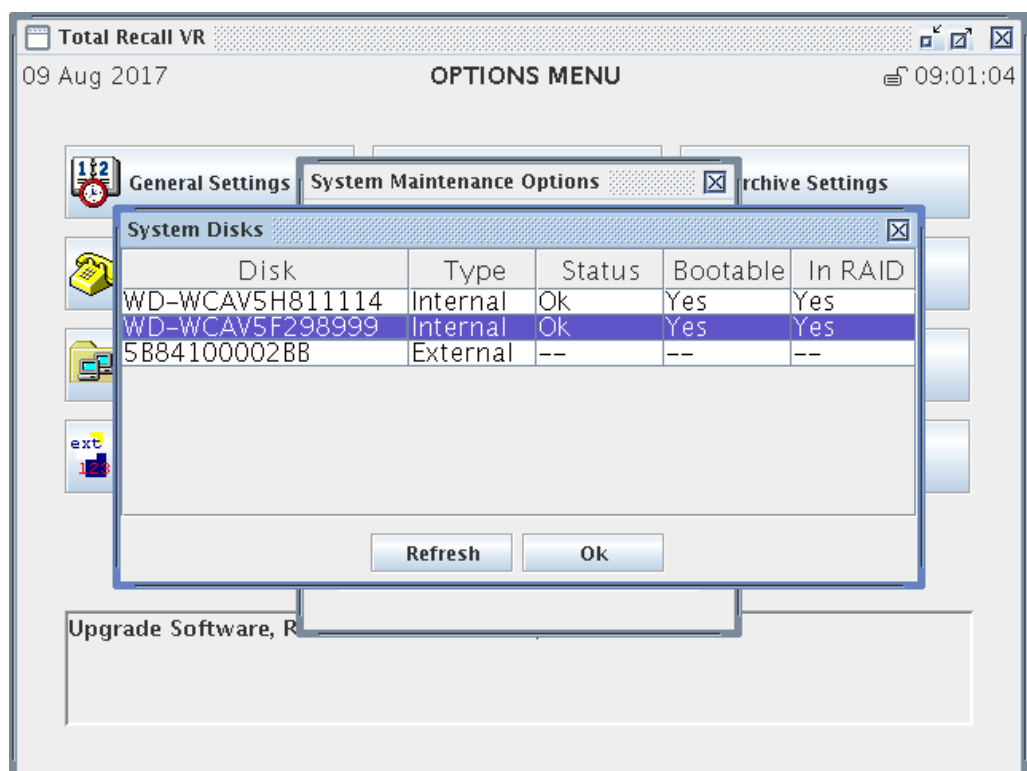 Total Recall VR
09 Aug 2017 OPTIONS MENU 09:01:04
General Settings
System Maintenance Options
rchive Settings
System Disks
Disk Type Status Bootable In RAID
WD-WCAV5H811114 Internal Ok Yes Yes
WD-WCAV5F298999 Internal Ok Yes Yes
5B84100002BB External -- -- --
ext
123
Refresh Ok
Upgrade Software, R